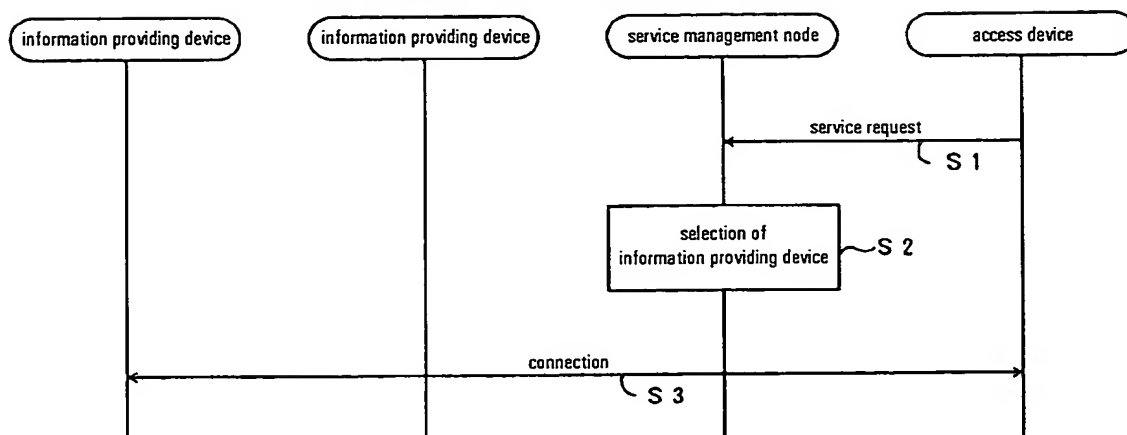 information providing device
information providing device
service management node
access device
service request
S 1
selection of
information providing device
S 2
connection
S 3